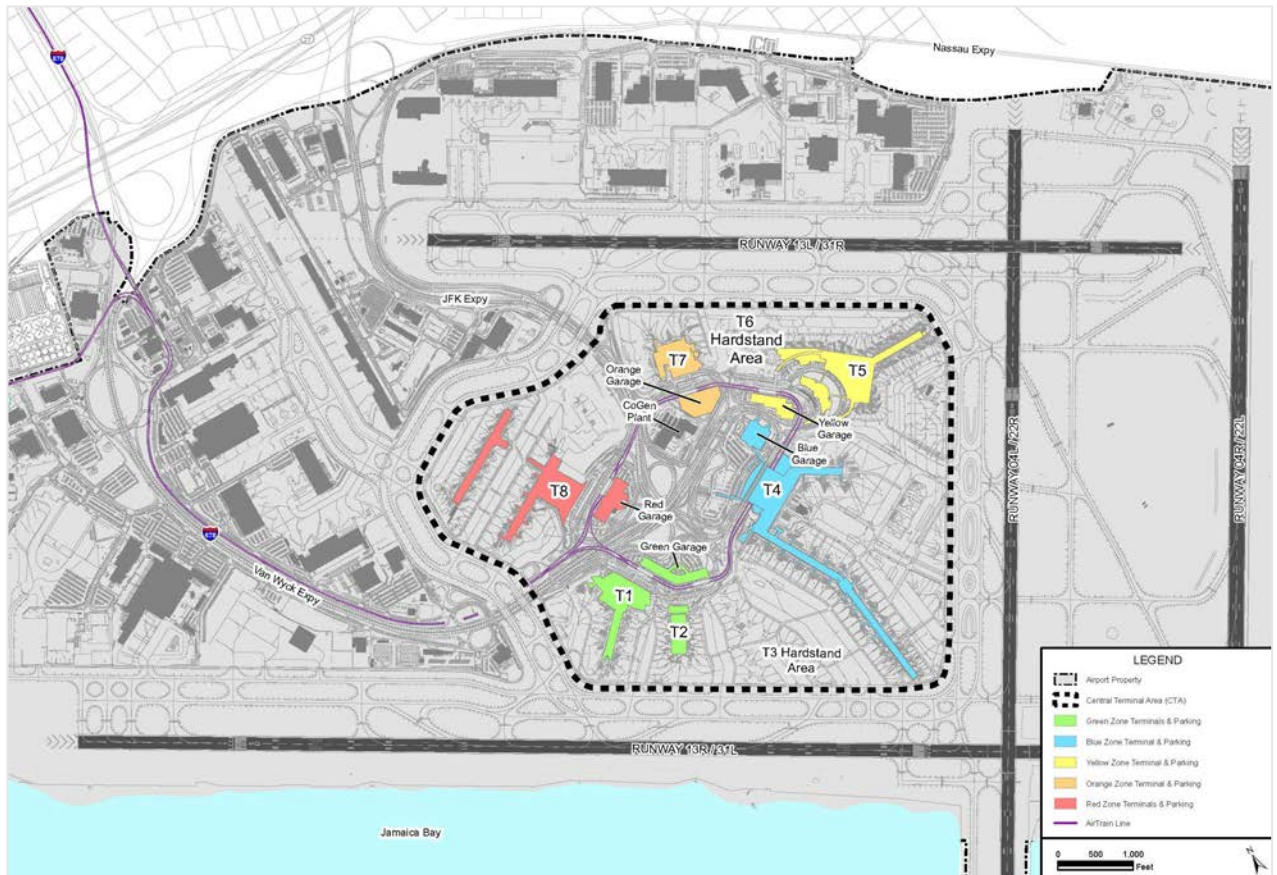 678
27
Nassau Expy
RUNWAY 13L / 31R
JFK Expy
T6
Hardstand
Area
T7
T5
Orange
Garage
CoGen
Plant
Yellow
Garage
Blue
Garage
T4
T8
Red
Garage
RUNWAY 04L / 22R
RUNWAY 04R / 22L
678
Van Wyck Expy
Green Garage
T1
T2
T3 Hardstand
Area
RUNWAY 13R / 31L
Jamaica Bay
LEGEND
Airport Property
Central Terminal Area (CTA)
Green Zone Terminals & Parking
Blue Zone Terminal & Parking
Yellow Zone Terminal & Parking
Orange Zone Terminal & Parking
Red Zone Terminals & Parking
AirTrain Line
0 500 1,000
Feet
N